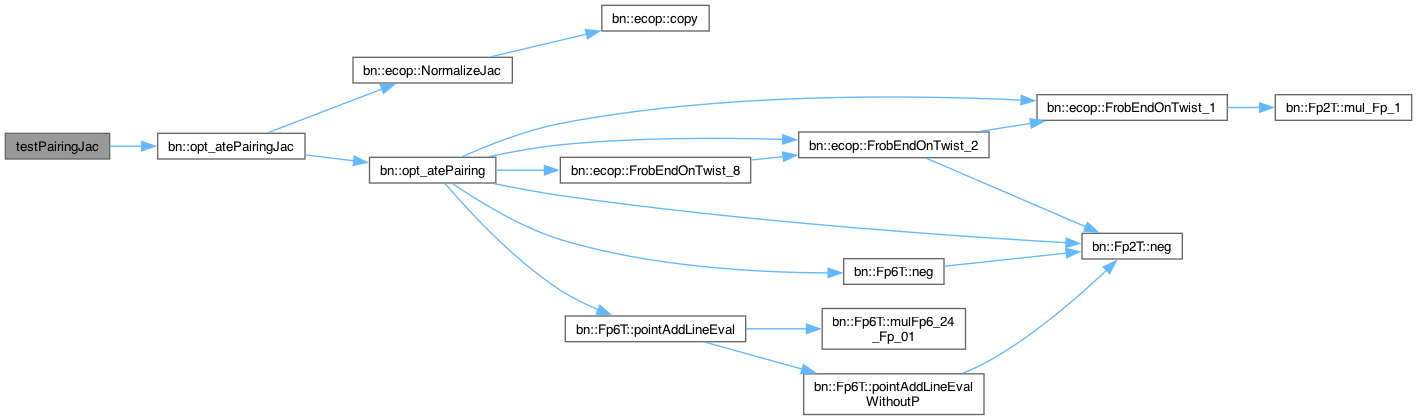 testPairingJac
bn::opt_atePairingJac
bn::ecop::NormalizeJac
bn::ecop::copy
bn::opt_atePairing
bn::ecop::FrobEndOnTwist_8
bn::ecop::FrobEndOnTwist_2
bn::ecop::FrobEndOnTwist_1
bn::Fp2T::mul_Fp_1
bn::Fp2T::neg
bn::Fp6T::neg
bn::Fp6T::pointAddLineEval
bn::Fp6T::mulFp6_24
_Fp_01
bn::Fp6T::pointAddLineEval
WithoutP